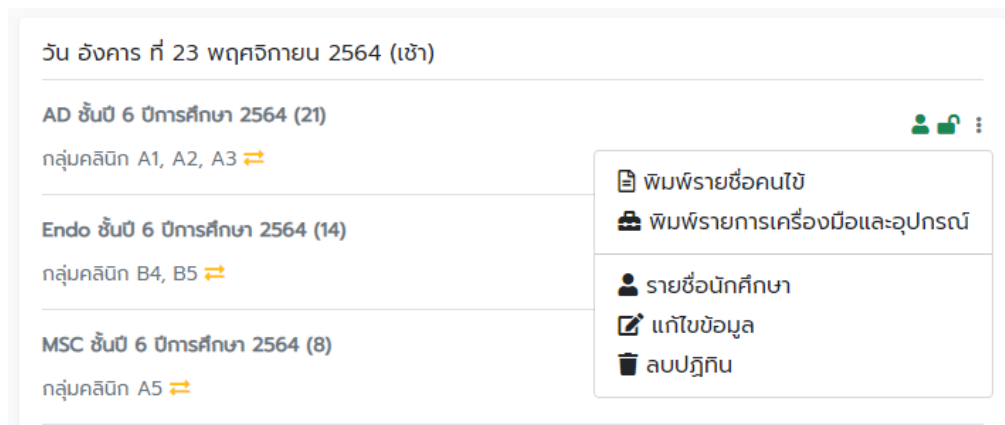 วัน อังคาร ที่ 23 พฤศจิกายน 2564 (เช้า)
AD ชั้นปี 6 ปีการศึกษา 2564 (21)
กลุ่มคลินิก A1, A2, A3
พิมพ์รายชื่อคนไข้
พิมพ์รายการเครื่องมือและอุปกรณ์
รายชื่อนักศึกษา
แก้ไขข้อมูล
ลบปฏิทิน
Endo ชั้นปี 6 ปีการศึกษา 2564 (14)
กลุ่มคลินิก B4, B5
MSC ชั้นปี 6 ปีการศึกษา 2564 (8)
กลุ่มคลินิก A5